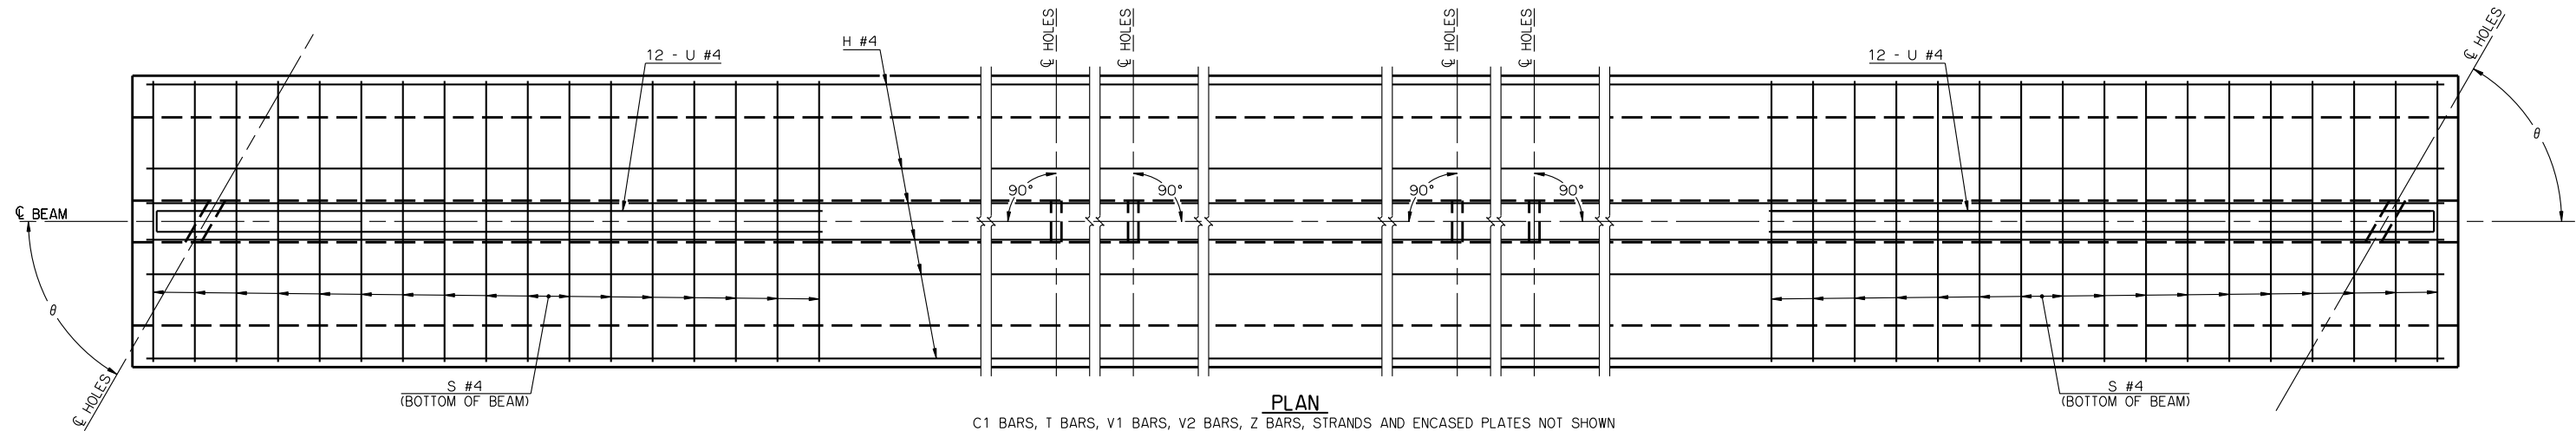 ℄ HOLES
℄ HOLES
℄ HOLES
℄ HOLES
℄ HOLES
12 - U #4
H #4
12 - U #4
θ
90°
90°
90°
90°
℄ BEAM
θ
℄ HOLES
S #4
(BOTTOM OF BEAM)
S #4
(BOTTOM OF BEAM)
PLAN
C1 BARS, T BARS, V1 BARS, V2 BARS, Z BARS, STRANDS AND ENCASED PLATES NOT SHOWN